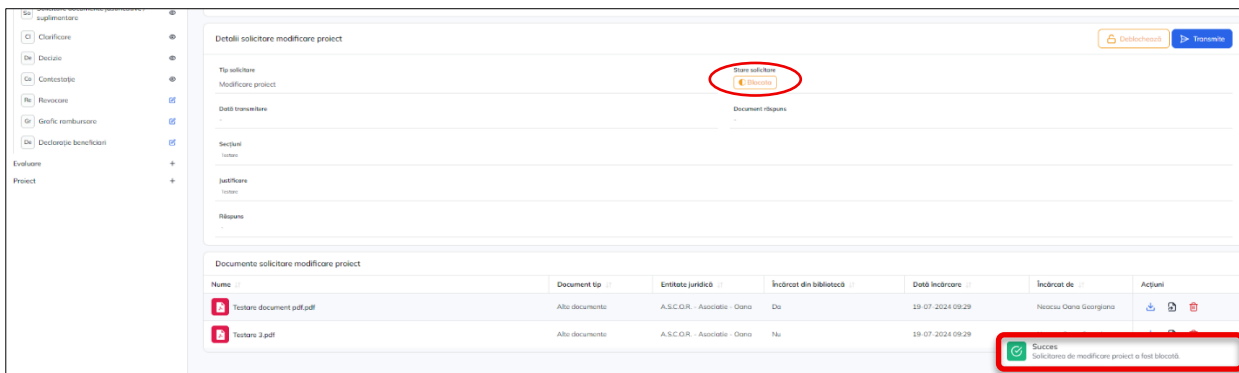 So Solicitare documente justificative /
suplimentare
Cl Clarificare
De Decizie
Co Contestație
Re Revocare
Gr Grafic rambursare
De Declarație beneficiari
Evaluare +
Proiect +
Detalii solicitare modificare proiect
Deblochează
Transmite
Tip solicitare
Modificare proiect
Stare solicitare
Blocata
Dată transmitere
-
Document răspuns
-
Secțiuni
Testare
Justificare
Testare
Răspuns
-
Documente solicitare modificare proiect
Nume Document tip Entitate juridică Încărcat din bibliotecă Dată încărcare Încărcat de Acțiuni
Testare document pdf.pdf Alte documente A.S.C.O.R. - Asociatie - Oana Da 19-07-2024 09:29 Neacsu Oana Georgiana
Testare 3.pdf Alte documente A.S.C.O.R. - Asociatie - Oana Nu 19-07-2024 09:29
Succes
Solicitarea de modificare proiect a fost blocată.